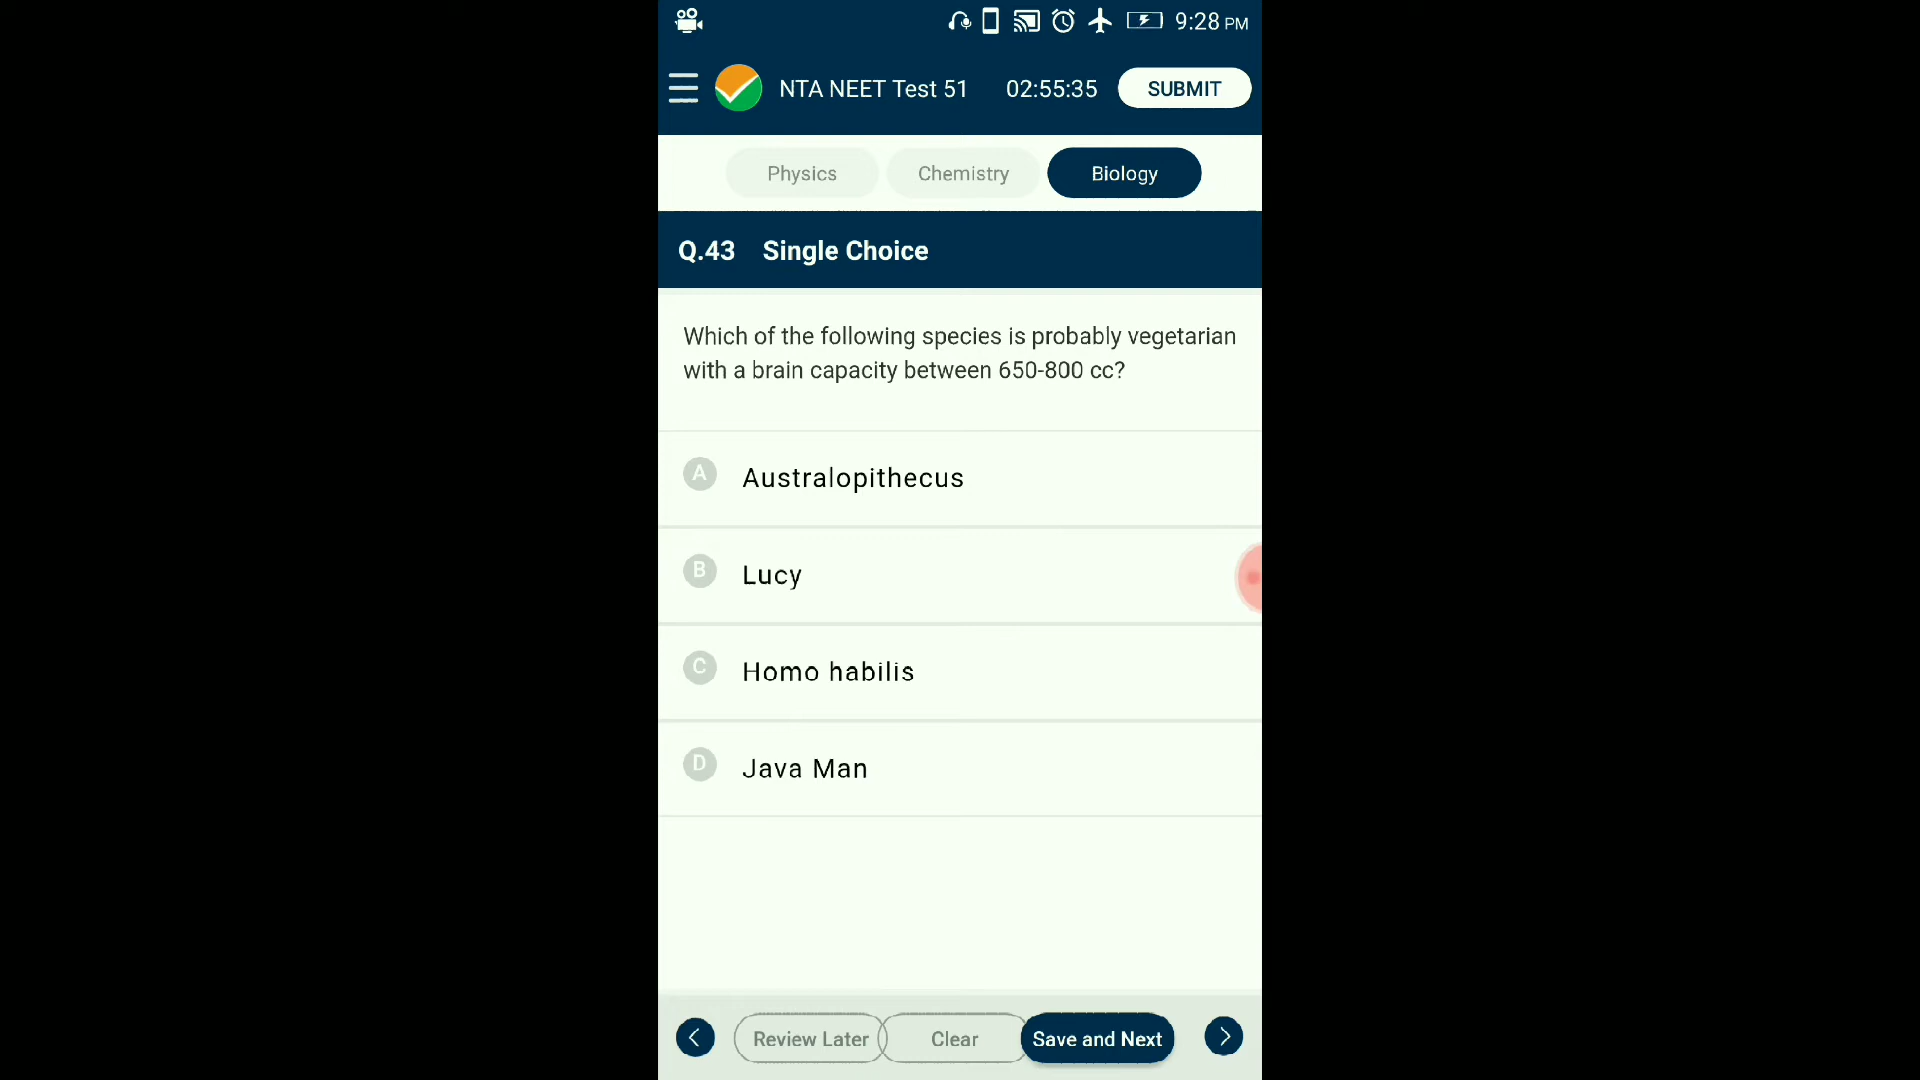 9:28 PM
NTA NEET Test 51 02:55:35 SUBMIT
Physics Chemistry Biology
Q.43 Single Choice
Which of the following species is probably vegetarian
with a brain capacity between 650-800 cc?
A Australopithecus
B Lucy
C Homo habilis
D Java Man
Review Later Clear Save and Next